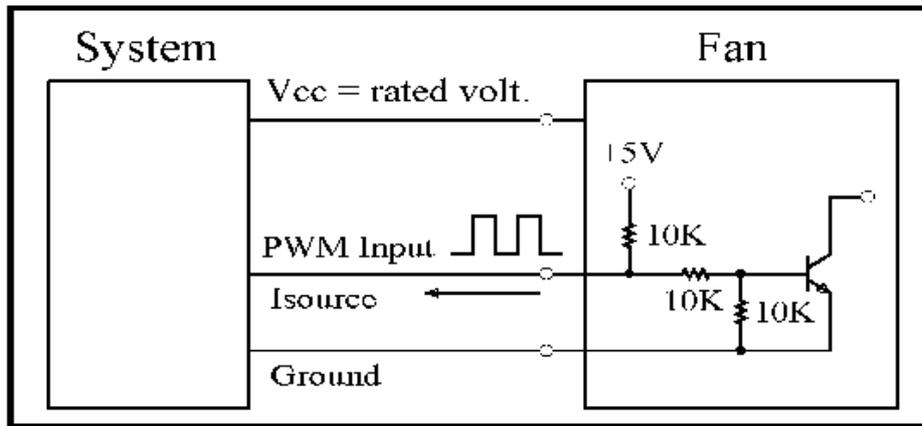 System
Fan
Vcc = rated volt.
+5V
10K
PWM Input
10K
10K
Isource
Ground